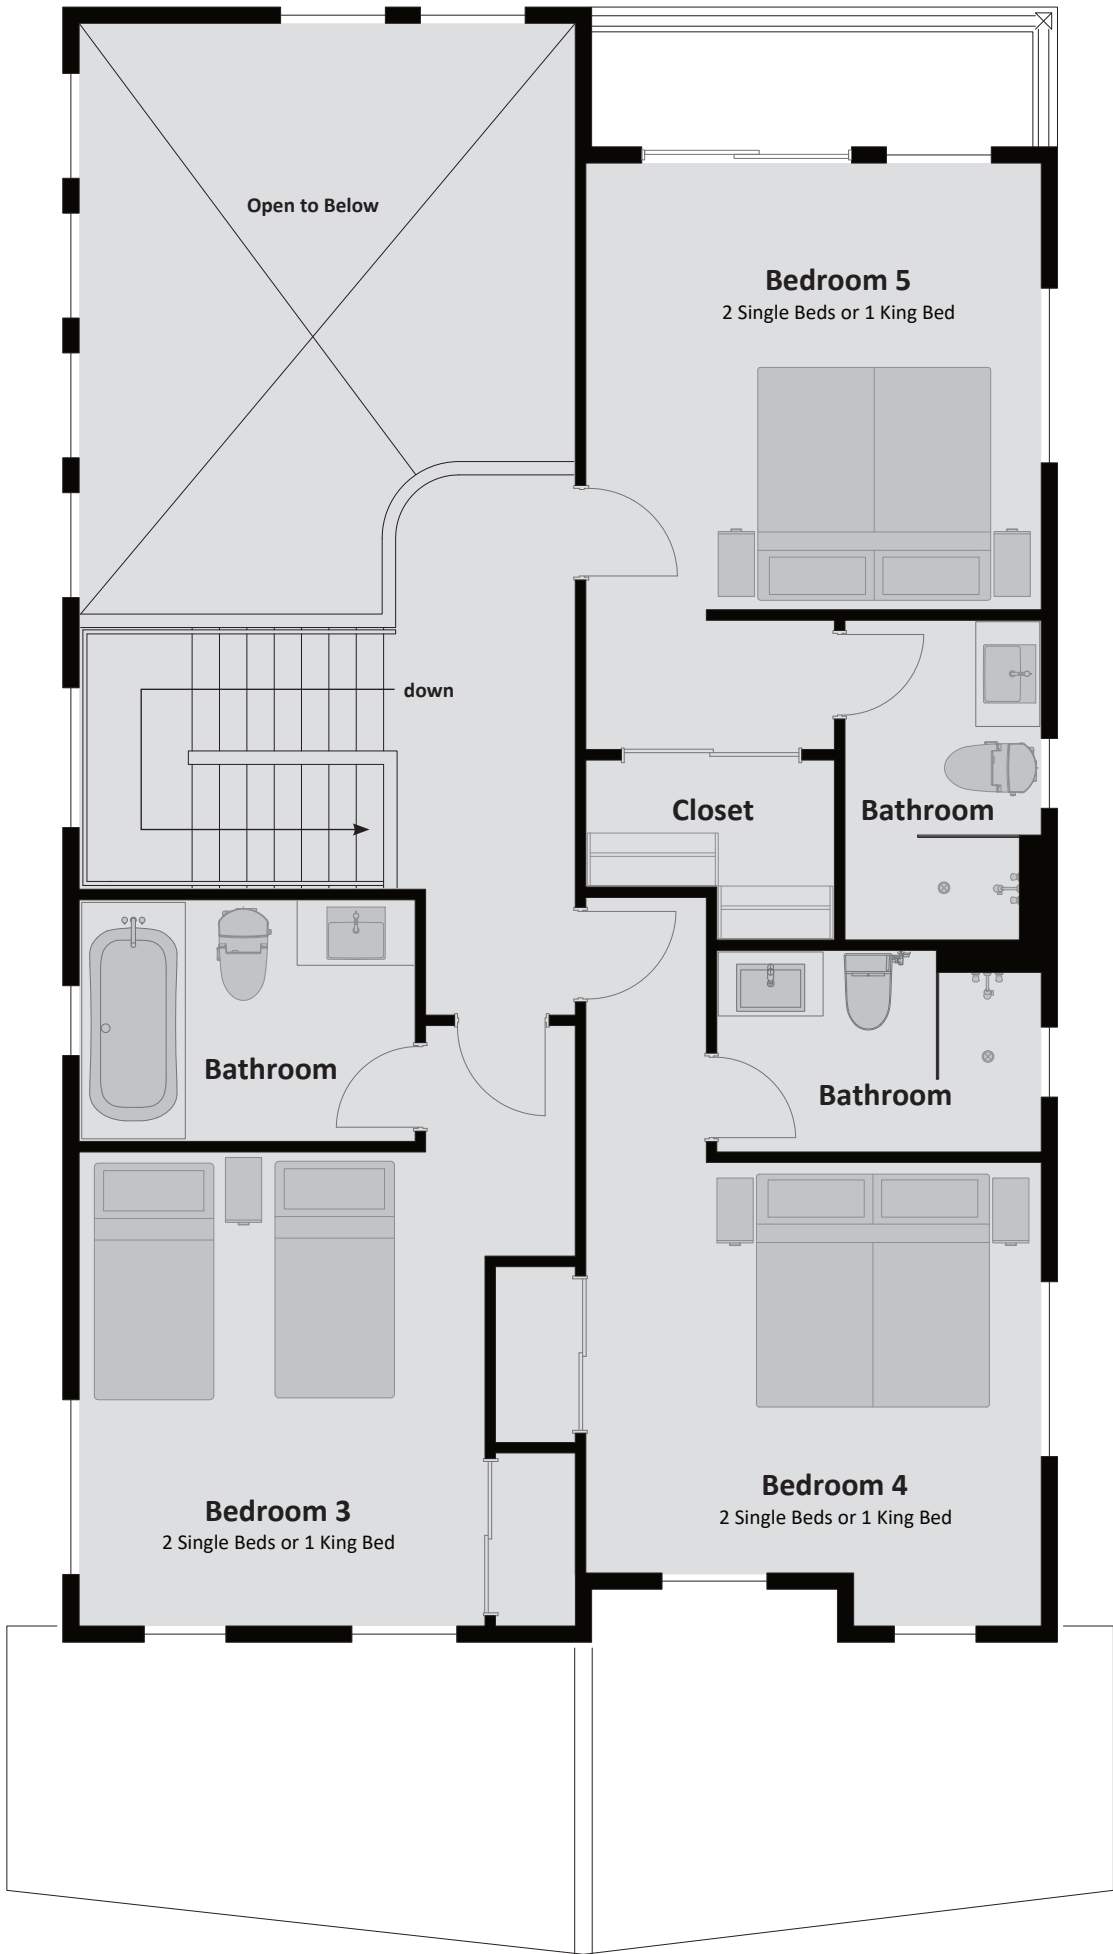 Open to Below
Bedroom 5
2 Single Beds or 1 King Bed
down
Closet
Bathroom
Bathroom
Bathroom
Bedroom 4
2 Single Beds or 1 King Bed
Bedroom 3
2 Single Beds or 1 King Bed